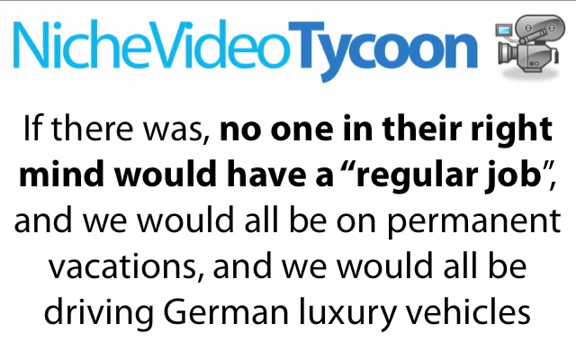 NicheVideoTycoon
If there was, no one in their right
mind would have a “regular job”,
and we would all be on permanent
vacations, and we would all be
driving German luxury vehicles